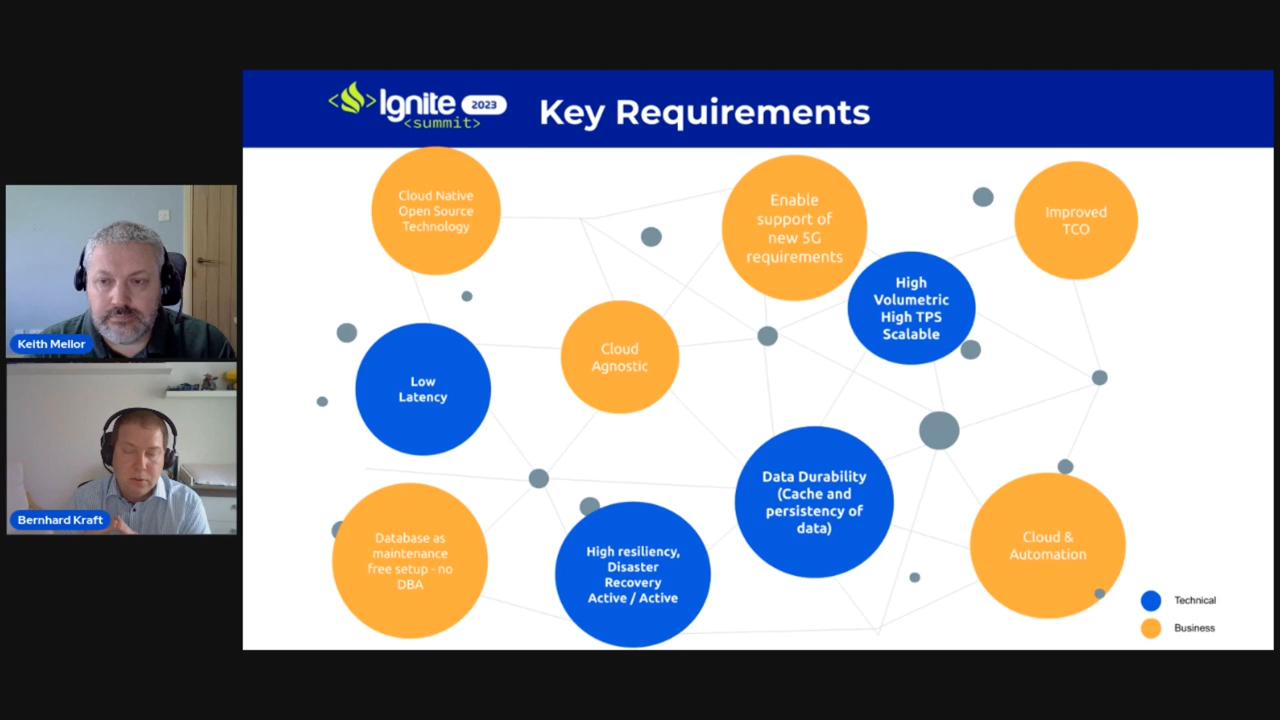 <Ignite 2023
<summit>
Key Requirements
Cloud Native
Open Source
Technology
Enable
support of
new 5G
requirements
Improved
TCO
High
Volumetric
High TPS
Scalable
Cloud
Agnostic
Low
Latency
Keith Mellor
Bernhard Kraft
Data Durability
(Cache and
persistency of
data)
Database as
maintenance
free setup - no
DBA
High resiliency,
Disaster
Recovery
Active / Active
Cloud &
Automation
Technical
Business